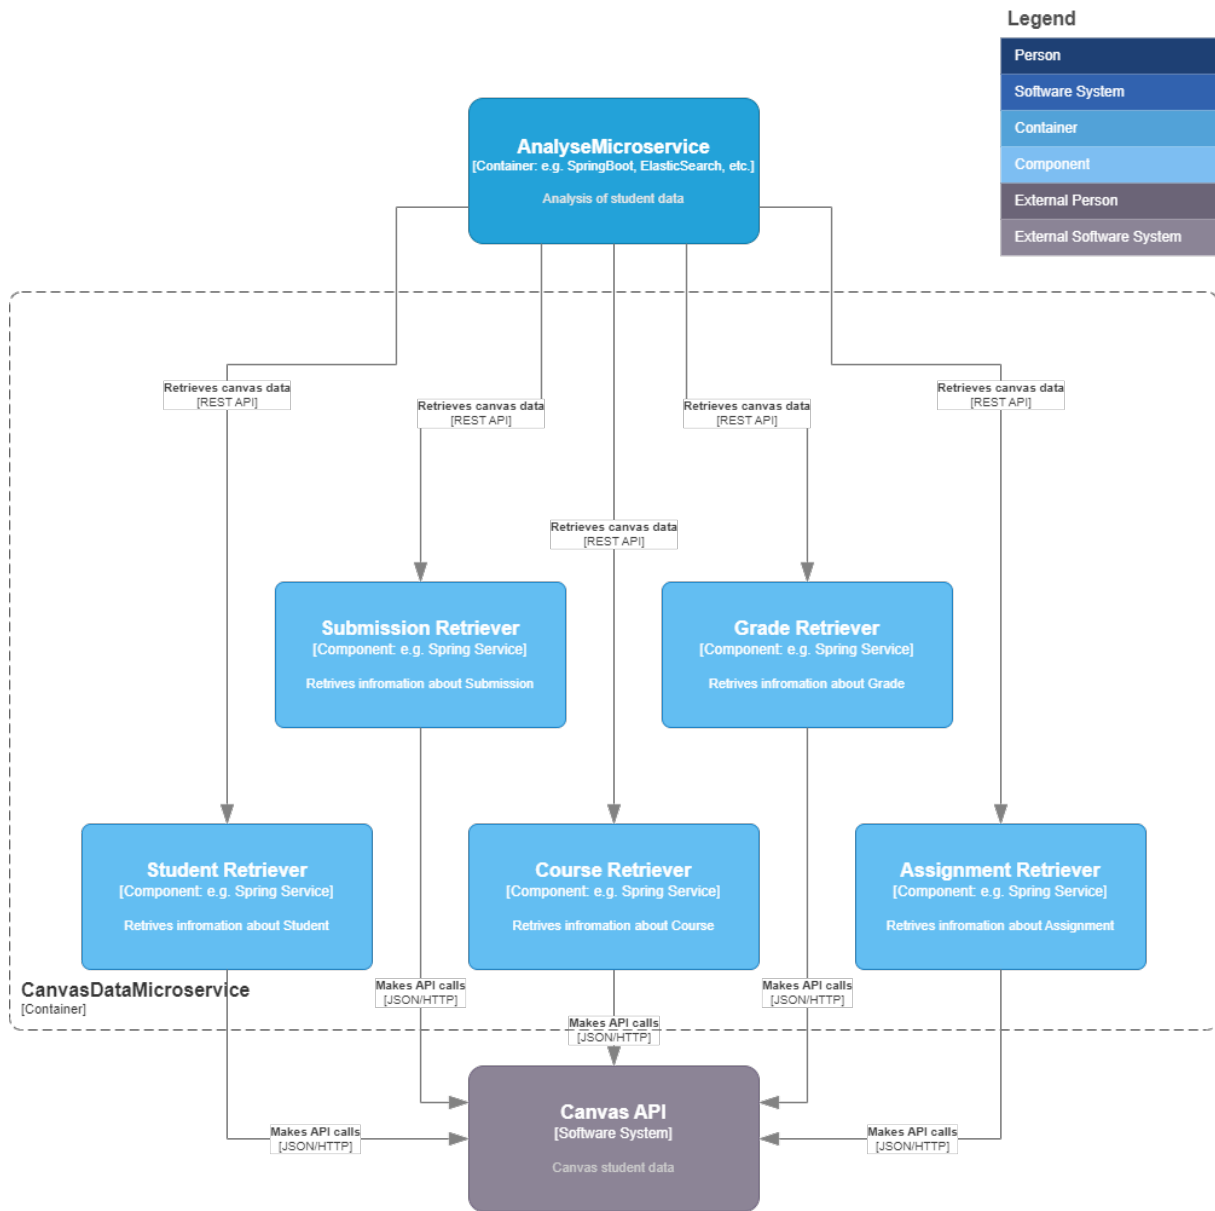 Legend
Person
Software System
Container
Component
External Person
External Software System
AnalyseMicroservice
[Container: e.g. SpringBoot, ElasticSearch, etc.]
Analysis of student data
Retrieves canvas data
[REST API]
Retrieves canvas data
[REST API]
Retrieves canvas data
[REST API]
Retrieves canvas data
[REST API]
Retrieves canvas data
[REST API]
Submission Retriever
[Component: e.g. Spring Service]
Retrives infromation about Submission
Grade Retriever
[Component: e.g. Spring Service]
Retrives infromation about Grade
Student Retriever
[Component: e.g. Spring Service]
Retrives infromation about Student
Course Retriever
[Component: e.g. Spring Service]
Retrives infromation about Course
Assignment Retriever
[Component: e.g. Spring Service]
Retrives infromation about Assignment
CanvasDataMicroservice
[Container]
Makes API calls
[JSON/HTTP]
Makes API calls
[JSON/HTTP]
Makes API calls
[JSON/HTTP]
Canvas API
[Software System]
Canvas student data
Makes API calls
[JSON/HTTP]
Makes API calls
[JSON/HTTP]